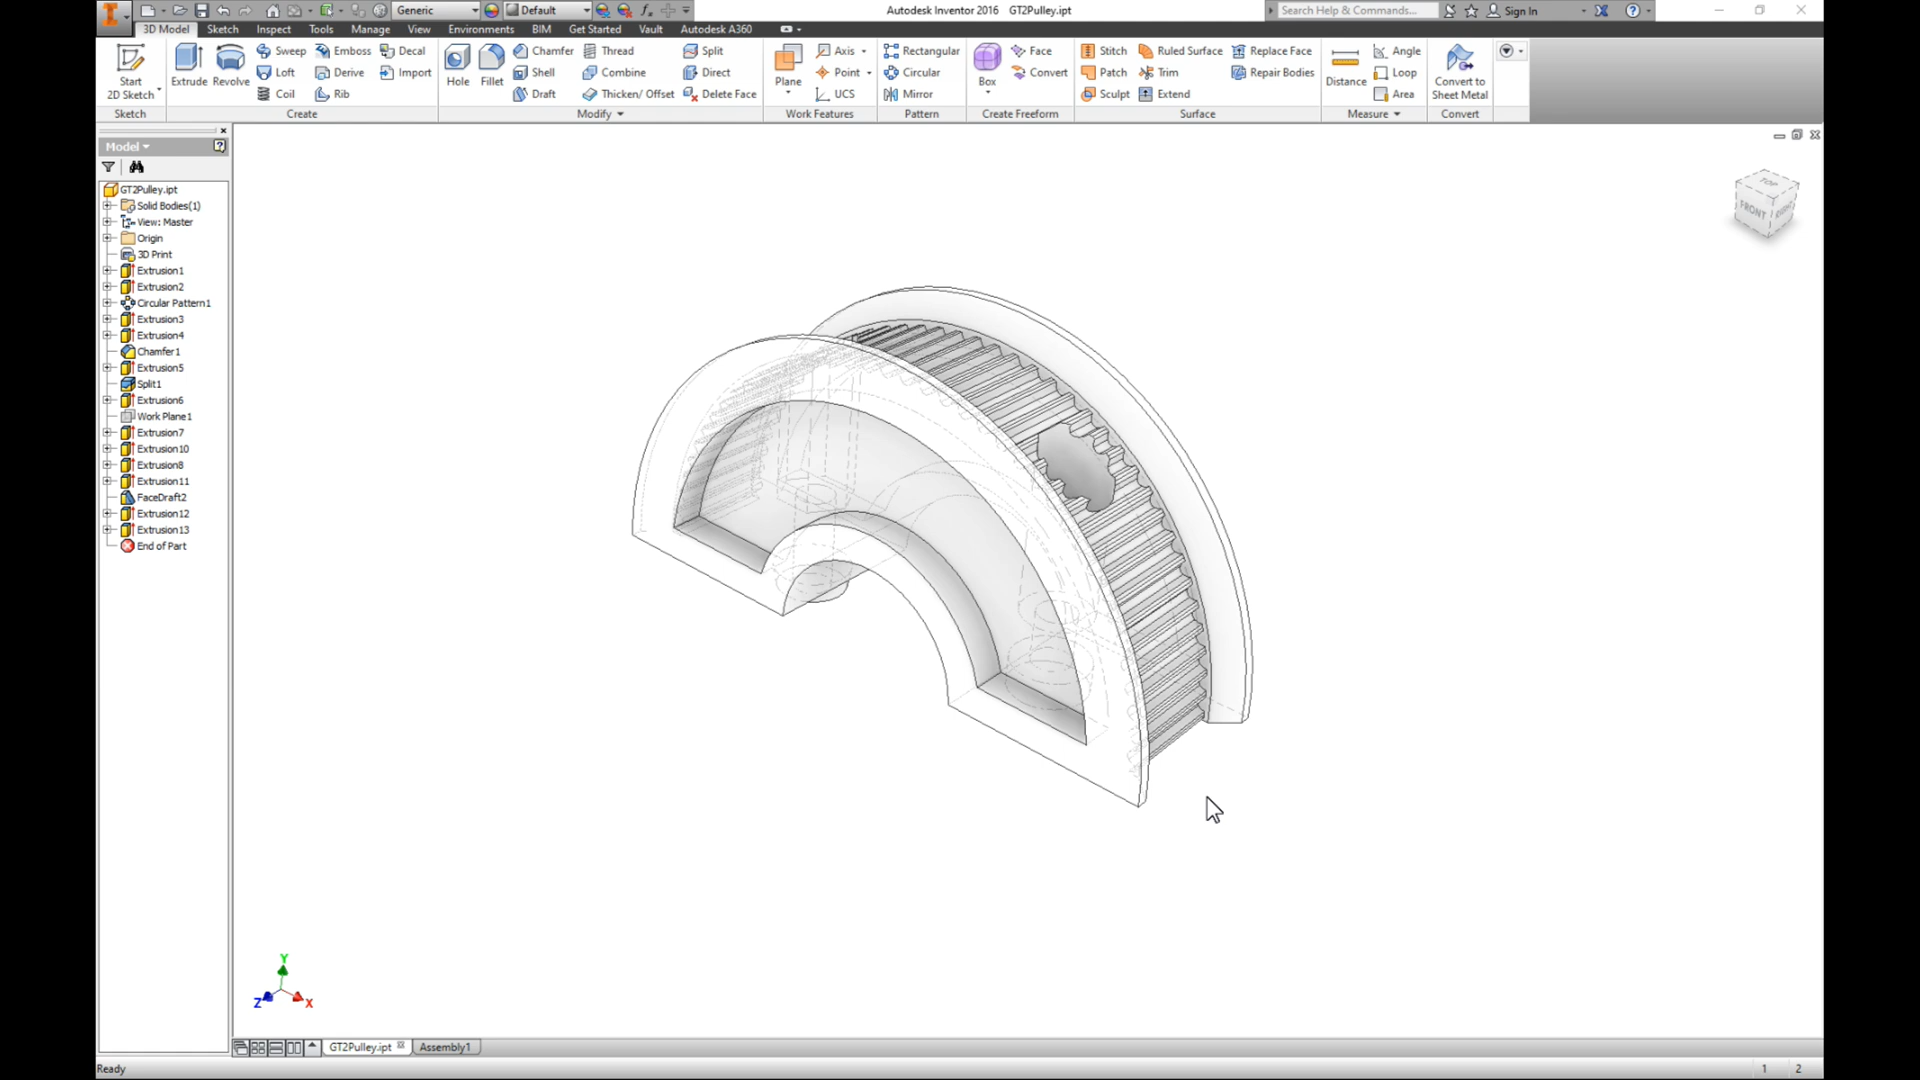 Generic
Default
Autodesk Inventor 2016 GT2Pulley.ipt
Search Help & Commands...
Sign In
3D Model Sketch Inspect Tools Manage View Environments BIM Get Started Vault Autodesk A360
Start
2D Sketch
Extrude
Revolve
Sweep
Loft
Coil
Emboss
Derive
Rib
Decal
Import
Hole
Fillet
Chamfer
Shell
Draft
Thread
Combine
Thicken/ Offset
Split
Direct
Delete Face
Plane
Axis
Point
UCS
Rectangular
Circular
Mirror
Box
Face
Convert
Stitch
Patch
Sculpt
Ruled Surface
Trim
Extend
Replace Face
Repair Bodies
Distance
Angle
Loop
Area
Convert to
Sheet Metal
Sketch Create Modify Work Features Pattern Create Freeform Surface Measure Convert
Model
GT2Pulley.ipt
Solid Bodies(1)
View: Master
Origin
3D Print
Extrusion1
Extrusion2
Circular Pattern1
Extrusion3
Extrusion4
Chamfer1
Extrusion5
Split1
Extrusion6
Work Plane1
Extrusion7
Extrusion10
Extrusion8
Extrusion11
FaceDraft2
Extrusion12
Extrusion13
End of Part
TOP
FRONT
RIGHT
Y
Z
X
GT2Pulley.ipt
Assembly1
Ready
1 2